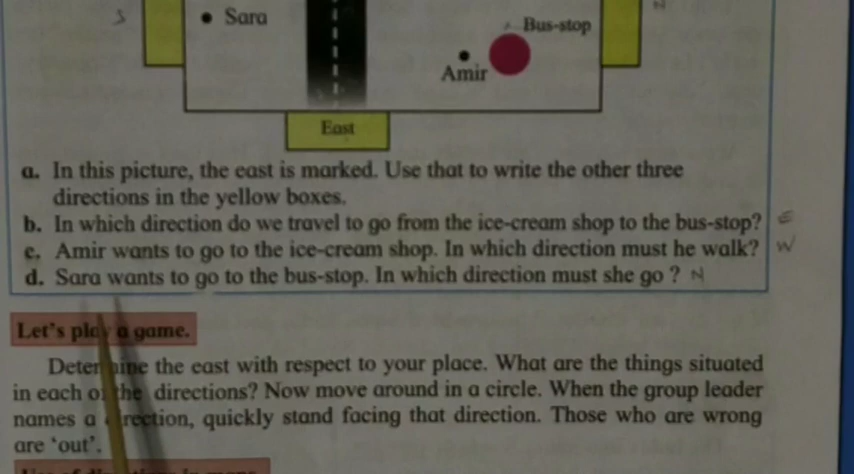 S
N
Sara
Bus-stop
Amir
East
a. In this picture, the east is marked. Use that to write the other three
directions in the yellow boxes.
b. In which direction do we travel to go from the ice-cream shop to the bus-stop? E
c. Amir wants to go to the ice-cream shop. In which direction must he walk? W
d. Sara wants to go to the bus-stop. In which direction must she go ? N
Let's play a game.
Determine the east with respect to your place. What are the things situated
in each of the directions? Now move around in a circle. When the group leader
names a direction, quickly stand facing that direction. Those who are wrong
are 'out'.